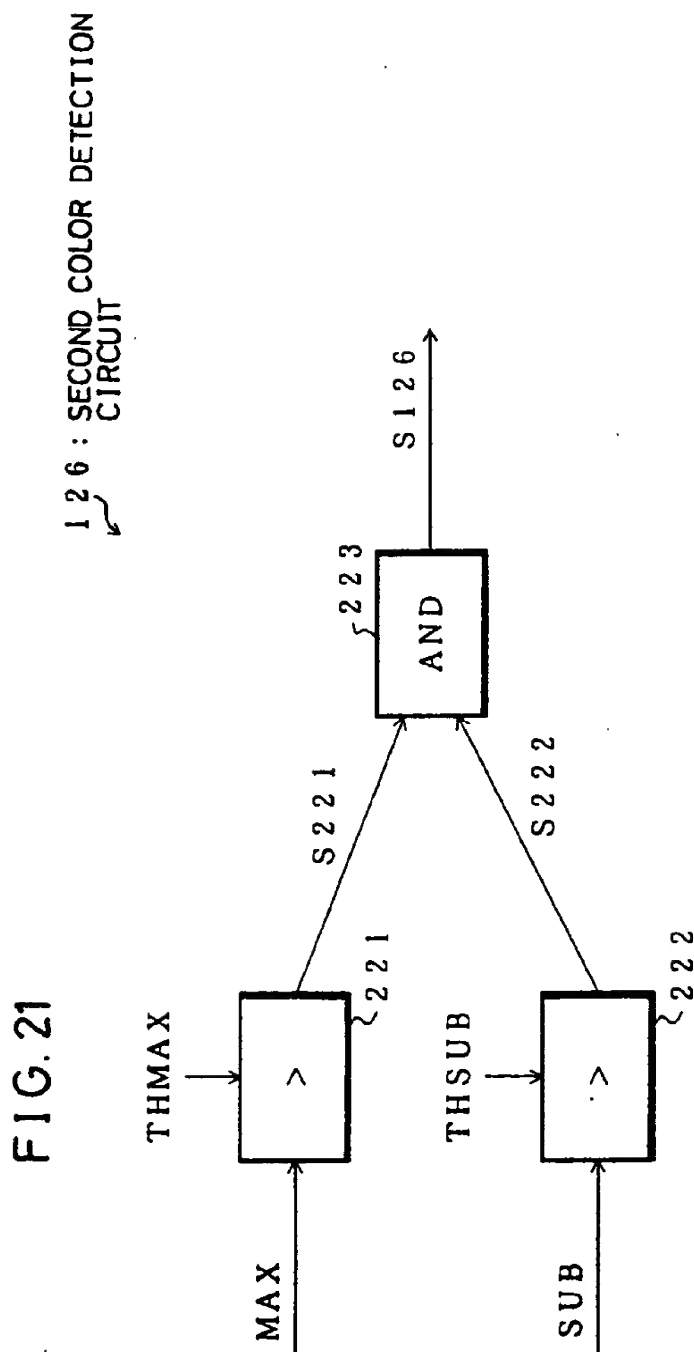 FIG. 21
126 : SECOND COLOR DETECTION
CIRCUIT
THMAX
MAX
>
221
S221
THSUB
SUB
>
222
S222
223
AND
S126